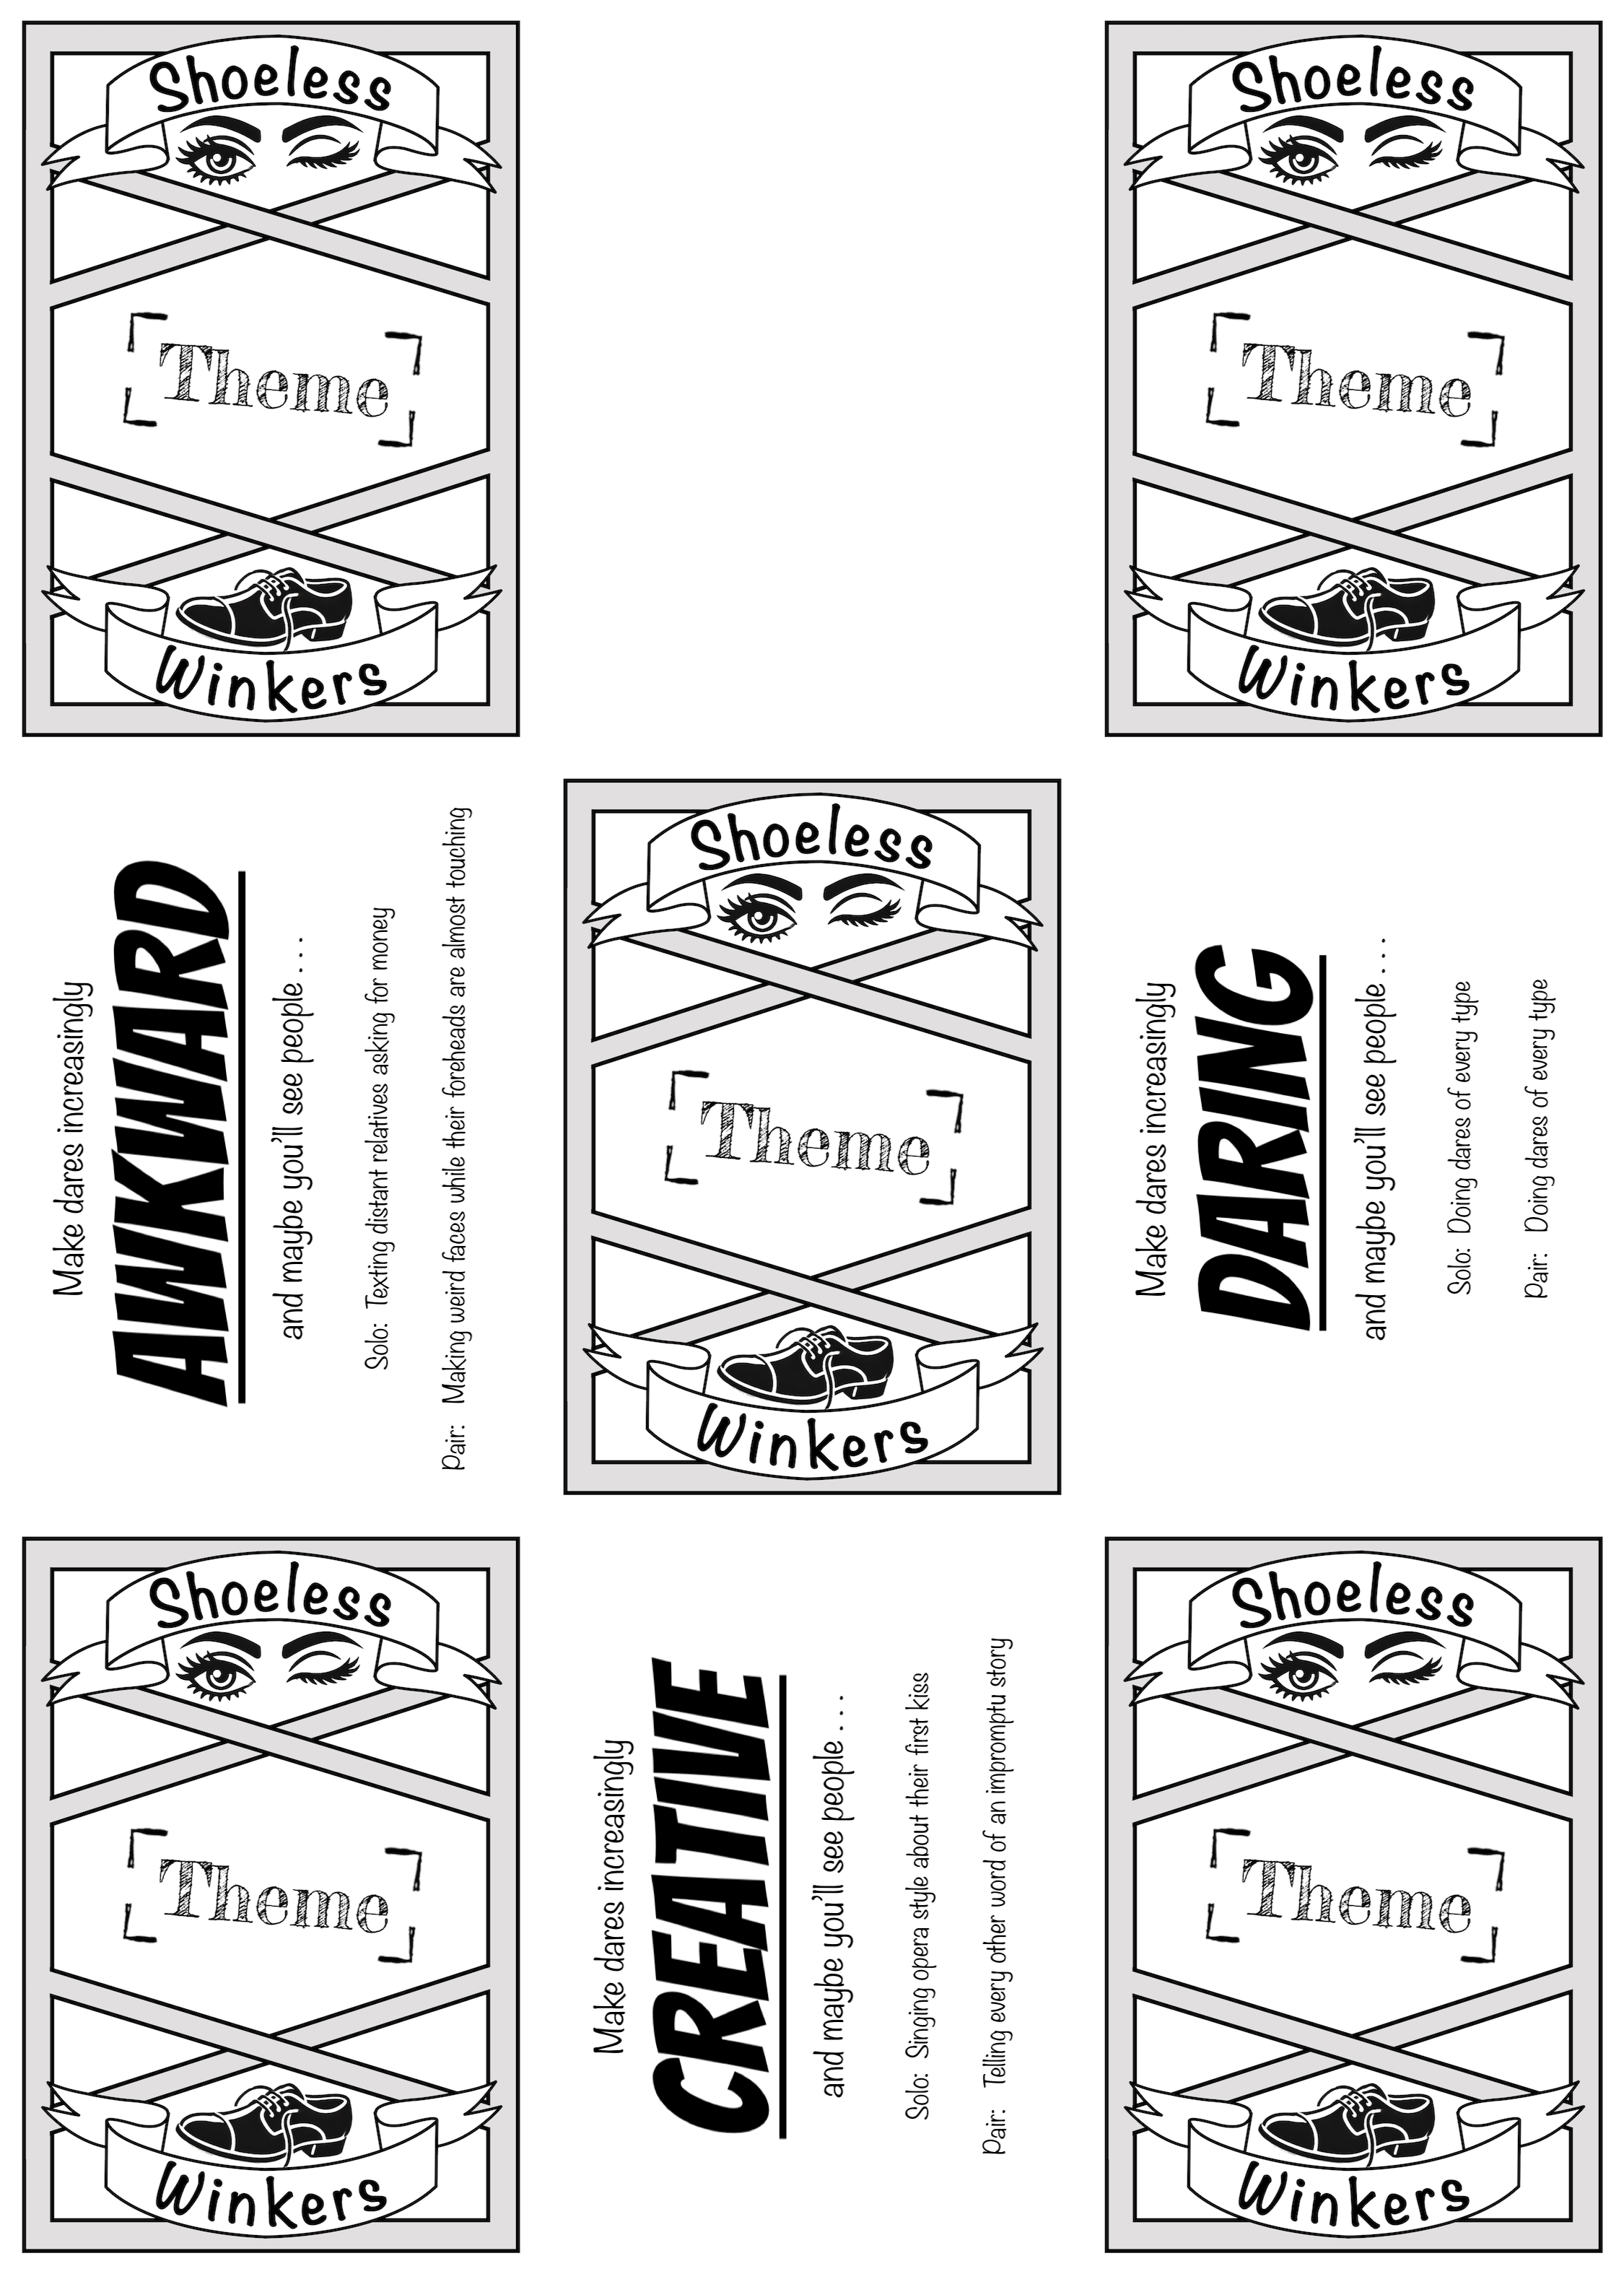 Shoeless
Theme
Winkers
Shoeless
Theme
Winkers
Make dares increasingly
AWKWARD
and maybe you'll see people . . .
Solo: Texting distant relatives asking for money
Pair: Making weird faces while their foreheads are almost touching
Shoeless
Theme
Winkers
Make dares increasingly
DARING
and maybe you'll see people . . .
Solo: Doing dares of every type
Pair: Doing dares of every type
Shoeless
Theme
Winkers
Make dares increasingly
CREATIVE
and maybe you'll see people . . .
Solo: Singing opera style about their first kiss
Pair: Telling every other word of an impromptu story
Shoeless
Theme
Winkers